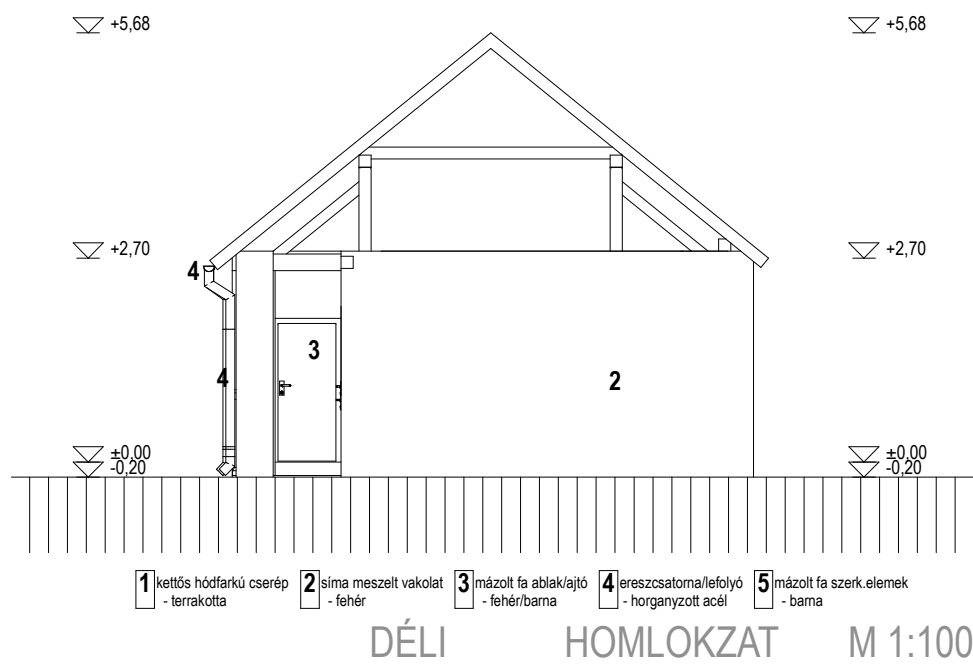 +5,68
+5,68
+2,70
+2,70
4
3
4
2
±0,00
±0,00
-0,20
-0,20
1 kettős hódfarkú cserép
- terrakotta
2 síma meszelt vakolat
- fehér
3 mázolt fa ablak/ajtó
- fehér/barna
4 ereszcsatorna/lefolyó
- horganyzott acél
5 mázolt fa szerk.elemek
- barna
DÉLI HOMLOKZAT M 1:100